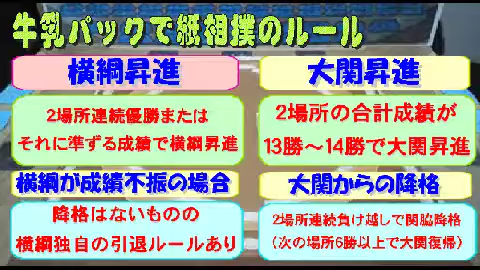 牛乳パックで紙相撲のルール
横綱昇進
2場所連続優勝または
それに準ずる成績で横綱昇進
大関昇進
2場所の合計成績が
13勝～14勝で大関昇進
横綱が成績不振の場合
降格はないものの
横綱独自の引退ルールあり
大関からの降格
2場所連続負け越しで関脇降格
(次の場所6勝以上で大関復帰)